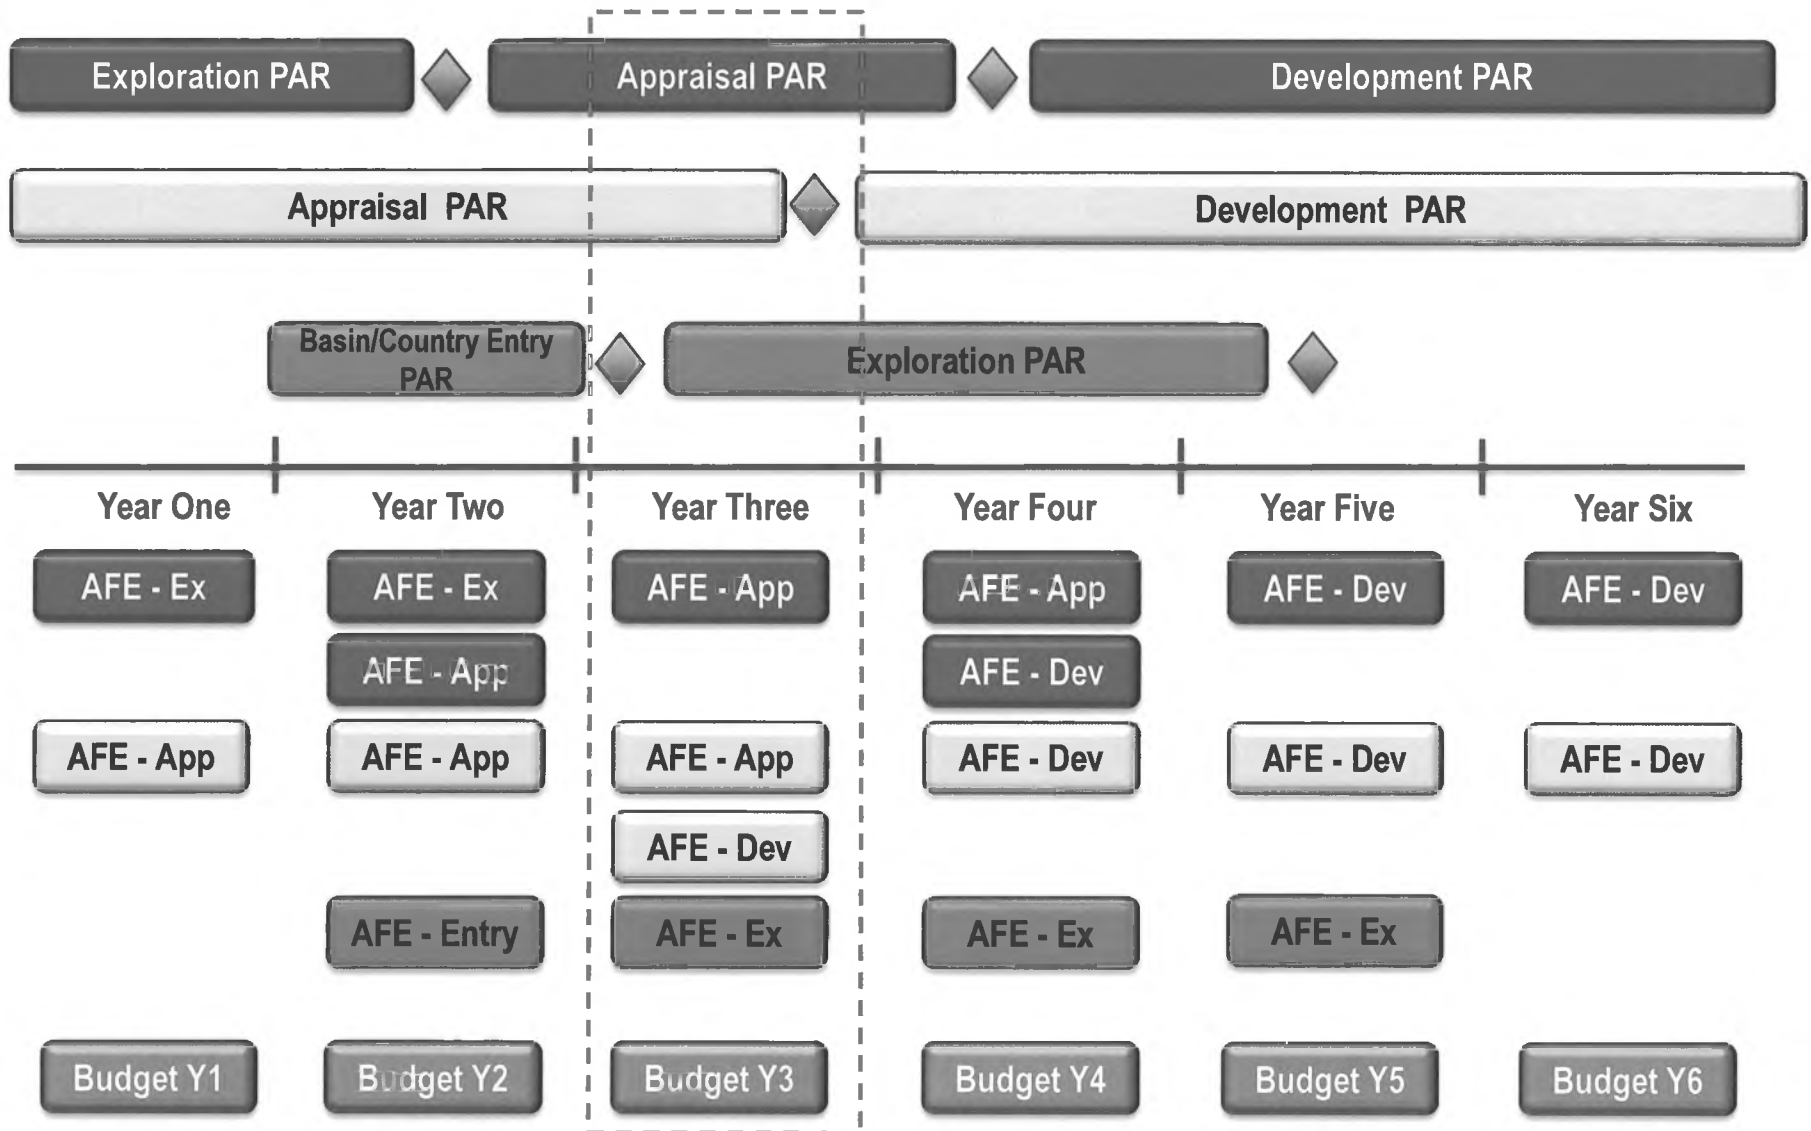 Exploration PAR
Appraisal PAR
Development PAR
Appraisal PAR
Development PAR
Basin/Country Entry
PAR
Exploration PAR
Year One
Year Two
Year Three
Year Four
Year Five
Year Six
AFE - Ex
AFE - Ex
AFE - App
AFE - App
AFE - Dev
AFE - Dev
AFE - App
AFE - Dev
AFE - App
AFE - App
AFE - App
AFE - Dev
AFE - Dev
AFE - Dev
AFE - Dev
AFE - Entry
AFE - Ex
AFE - Ex
AFE - Ex
Budget Y1
Budget Y2
Budget Y3
Budget Y4
Budget Y5
Budget Y6